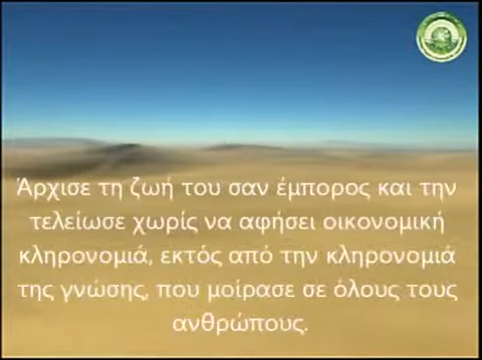 Άρχισε τη ζωή του σαν έμπορος και την
τελείωσε χωρίς να αφήσει οικονομική
κληρονομιά, εκτός από την κληρονομιά
της γνώσης, που μοίρασε σε όλους τους
ανθρώπους.